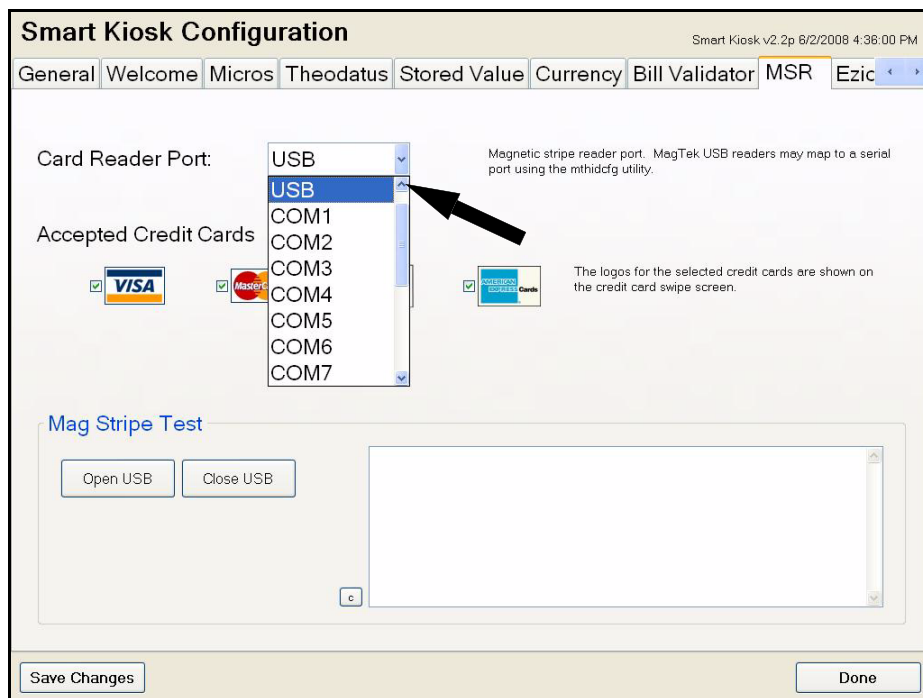 Smart Kiosk Configuration
Smart Kiosk v2.2p 6/2/2008 4:36:00 PM
General Welcome Micros Theodatus Stored Value Currency Bill Validator MSR Ezic
Card Reader Port:
USB
Magnetic stripe reader port. MagTek USB readers may map to a serial
port using the mthidcfg utility.
USB
COM1
COM2
COM3
COM4
COM5
COM6
COM7
Accepted Credit Cards
VISA
MasterC
AMERICAN
EXPRESS Cards
The logos for the selected credit cards are shown on
the credit card swipe screen.
Mag Stripe Test
Open USB
Close USB
c
Save Changes
Done